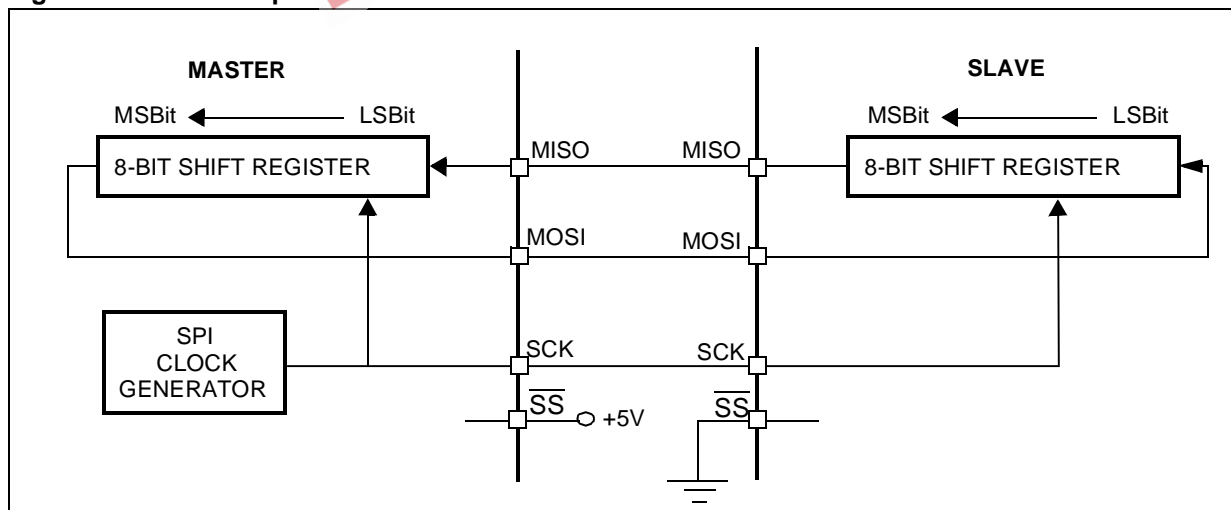 MASTER
SLAVE
MSBit LSBit
MSBit LSBit
8-BIT SHIFT REGISTER
MISO MISO
8-BIT SHIFT REGISTER
MOSI MOSI
SPI
CLOCK
GENERATOR
SCK SCK
SS +5V
SS